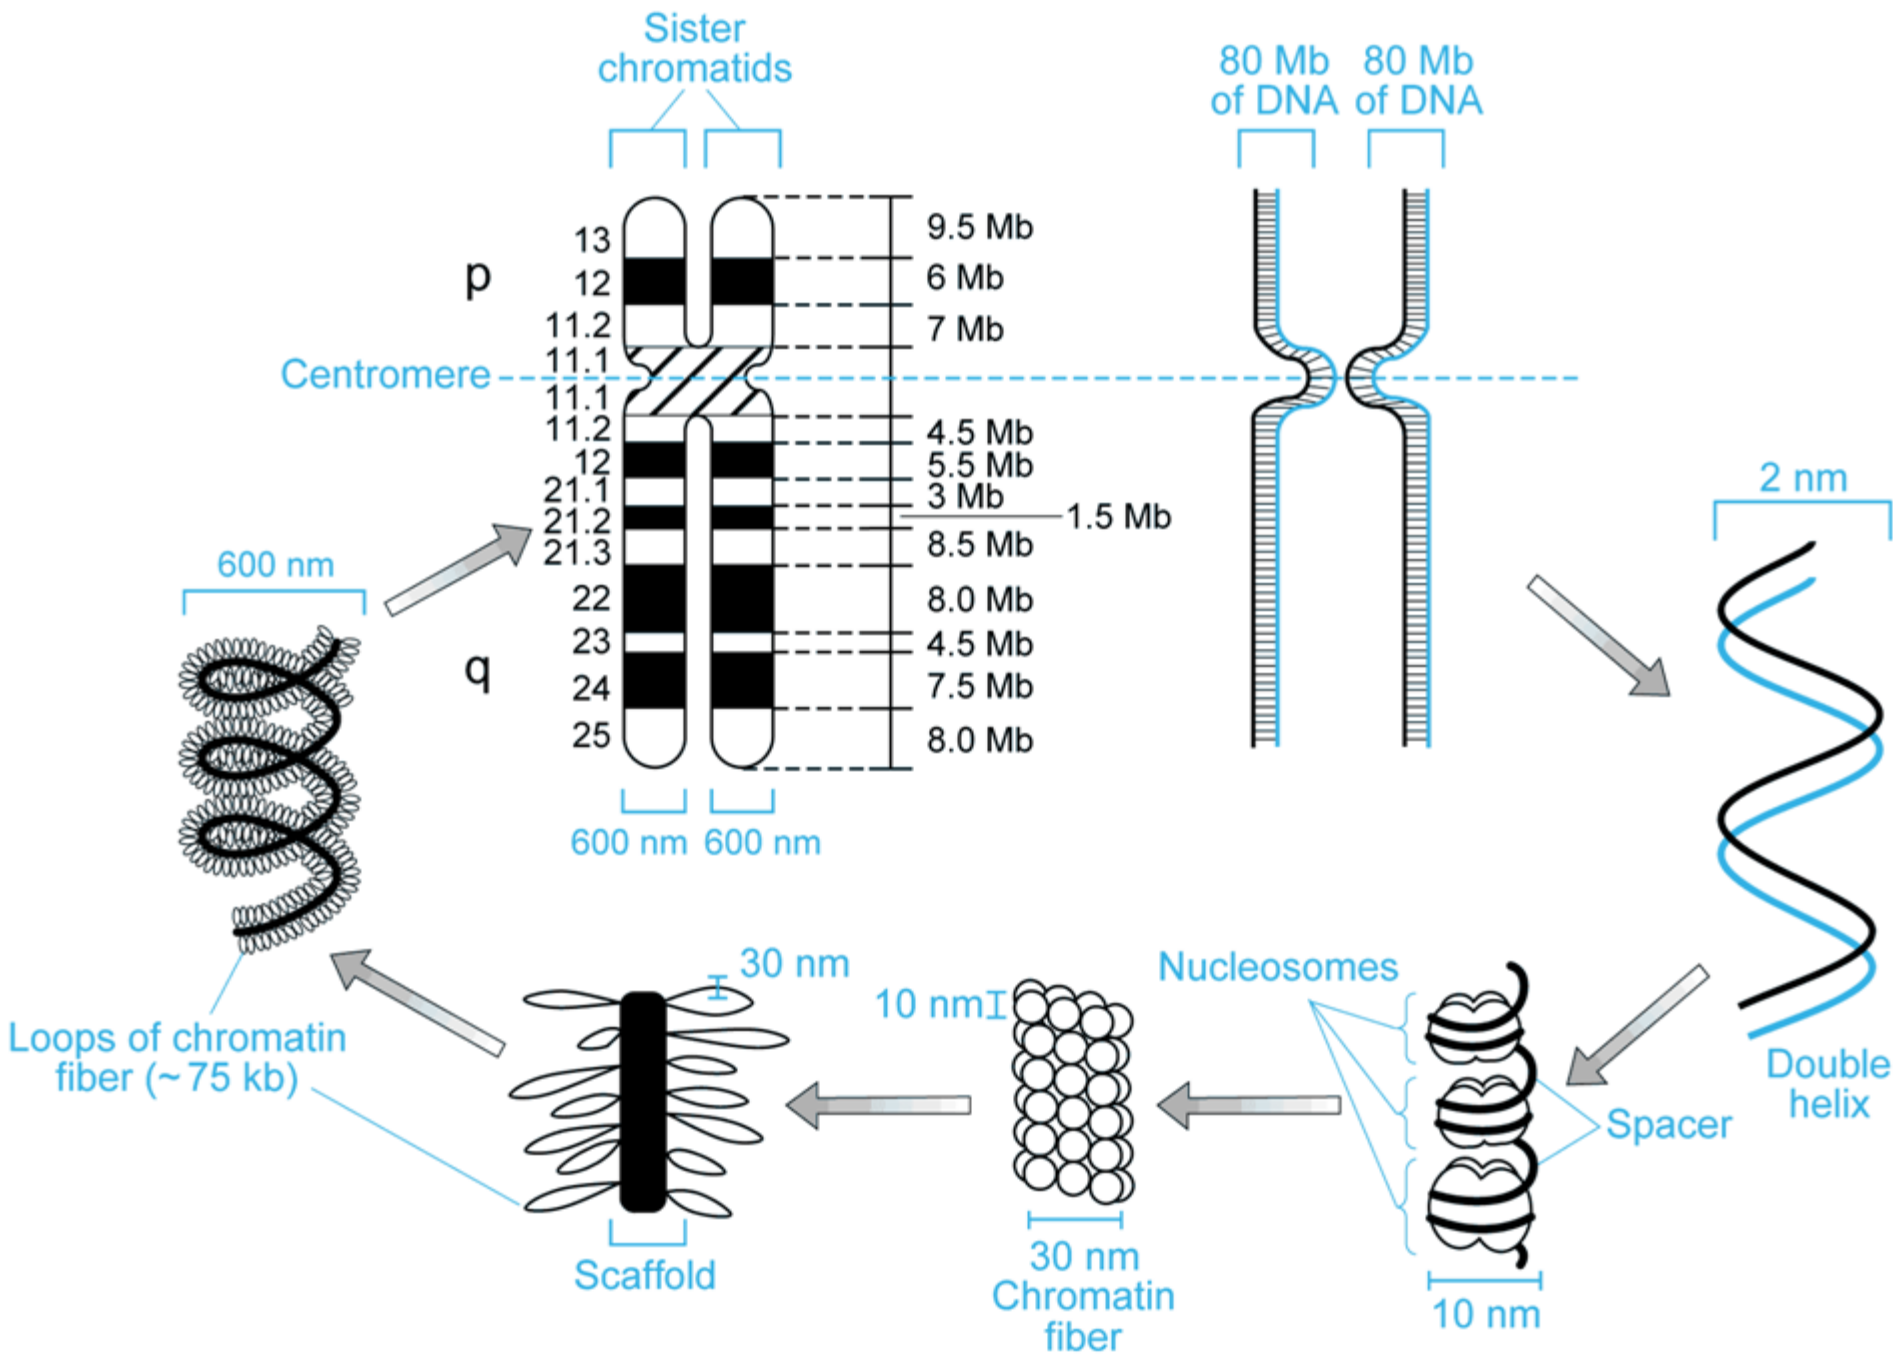 Sister
chromatids
80 Mb
of DNA
80 Mb
of DNA
p
13
12
11.2
11.1
Centromere
11.1
11.2
12
21.1
21.2
21.3
22
23
q
24
25
9.5 Mb
6 Mb
7 Mb
4.5 Mb
5.5 Mb
3 Mb
1.5 Mb
8.5 Mb
8.0 Mb
4.5 Mb
7.5 Mb
8.0 Mb
600 nm
600 nm
2 nm
Double
helix
Nucleosomes
Spacer
10 nm
10 nm
30 nm
Chromatin
fiber
30 nm
Scaffold
Loops of chromatin
fiber (~75 kb)
600 nm